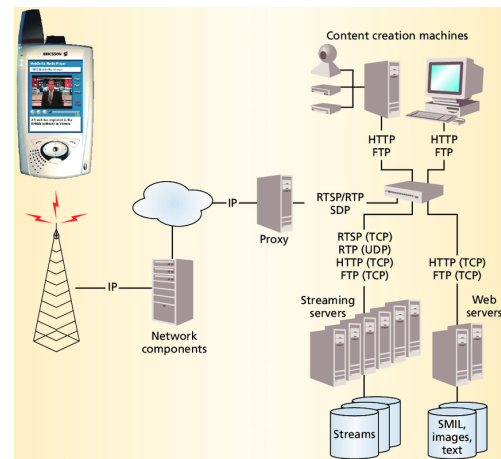 ERICSSON
Content creation machines
HTTP
FTP
HTTP
FTP
IP
Proxy
RTSP/RTP
SDP
RTSP (TCP)
RTP (UDP)
HTTP (TCP)
FTP (TCP)
HTTP (TCP)
FTP (TCP)
IP
Network
components
Streaming
servers
Web
servers
Streams
SMIL,
images,
text